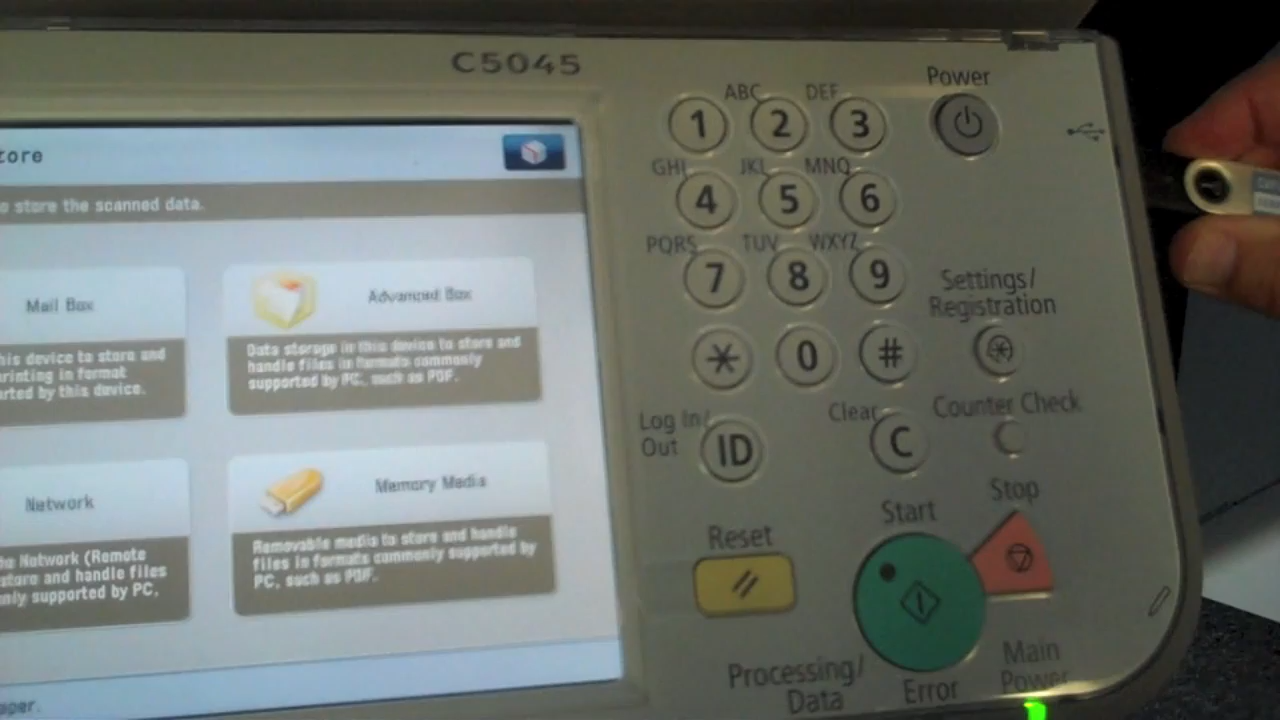 C5045
tore
o store the scanned data.
Mail Box
his device to store and
rinting in format
rted by this device.
Advanced Box
Data storage in this device to store and
handle files in formats commonly
supported by PC, such as PDF.
Network
he Network (Remote
store and handle files
nly supported by PC,
Memory Media
Removable media to store and handle
files in formats commonly supported by
PC, such as PDF.
per.
Power
ABC DEF
1 2 3
GHI JKL MNO
4 5 6
PQRS TUV WXYZ
7 8 9
* 0 #
Settings/
Registration
Log In/
Out
ID
Clear
C
Counter Check
Stop
Start
Reset
Processing/
Data
Error
Main
Power